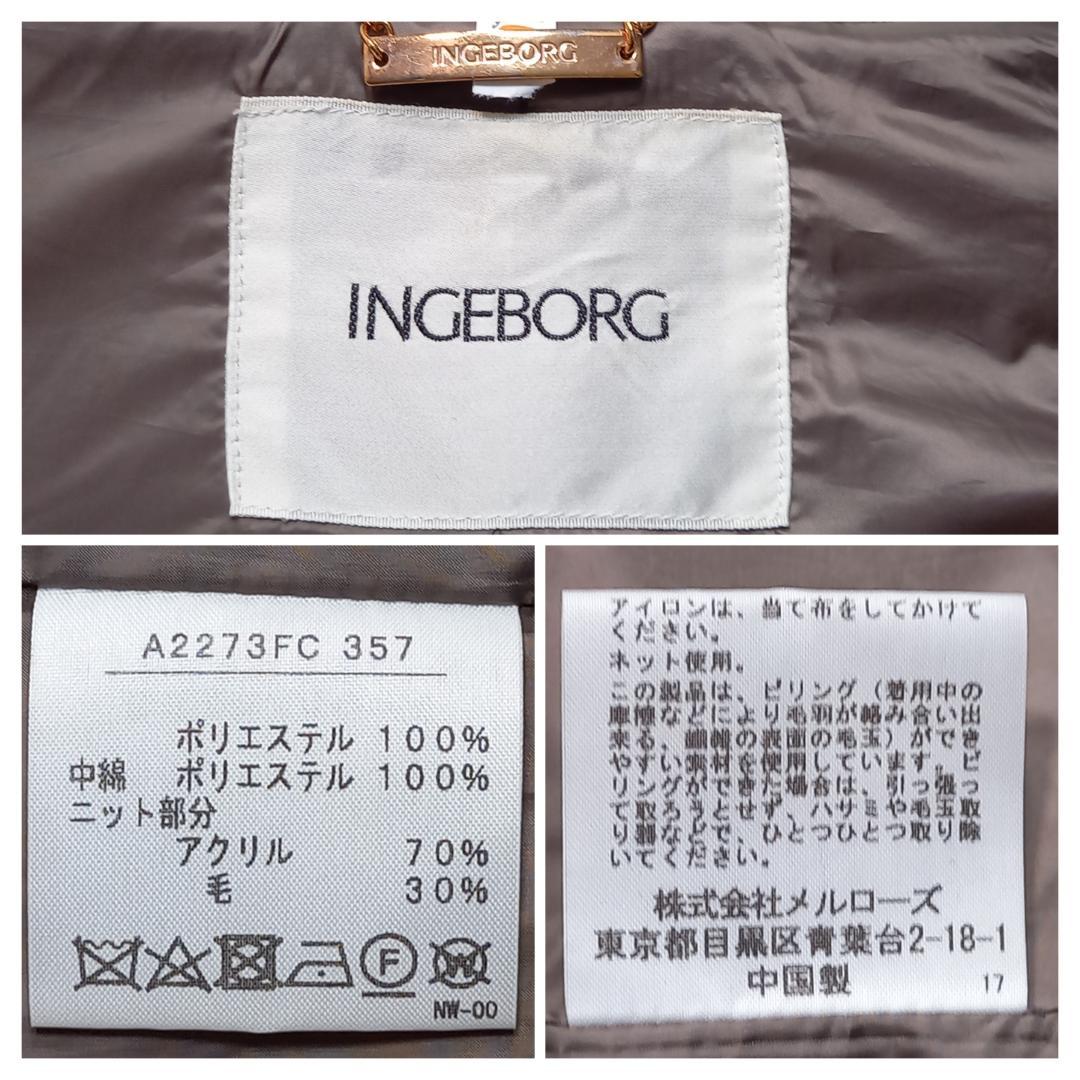 INGEBORG
INGEBORG
A2273FC 357
ポリエステル 100%
中綿 ポリエステル 100%
ニット部分
アクリル 70%
毛 30%
F W
NW-00
アイロンは、当て布をしてかけて
ください。
ネット使用。
この製品は、ピリング（着用中の
摩擦などにより毛羽が絡み合い出
来る、繊維の表面の毛玉）ができ
やすい素材を使用しています。ピ
リングができた場合は、引っ張っ
て取ろうとせず、ハサミや毛玉取
り器などで、ひとつひとつ取り除
いてください。
株式会社メルローズ
東京都目黒区青葉台2-18-1
中国製
17